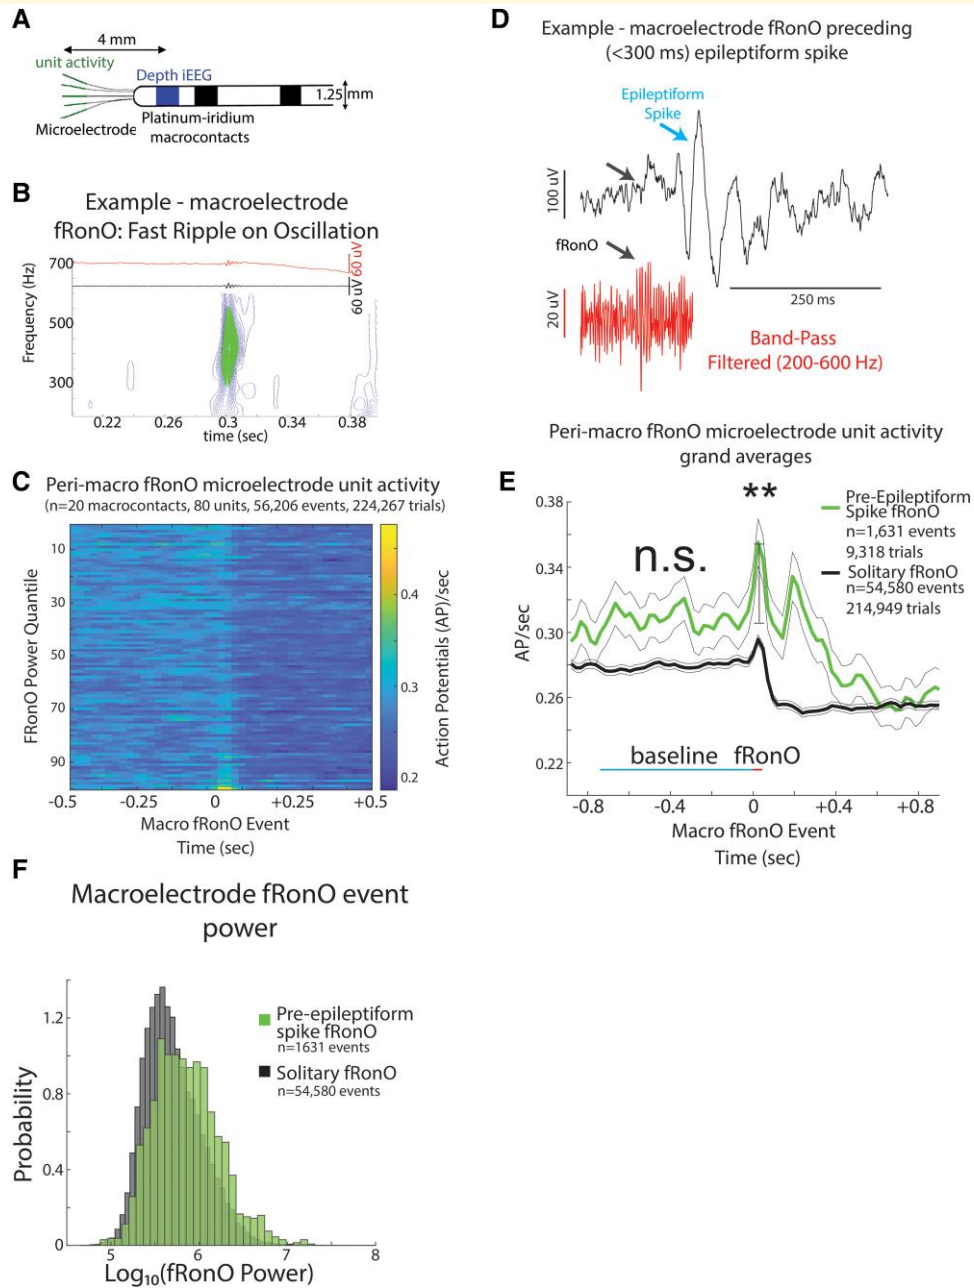 A
4 mm
unit activity
Depth iEEG
1.25 mm
Microelectrode
Platinum-iridium
macrocontacts
B
Example - macroelectrode
fRonO: Fast Ripple on Oscillation
Frequency (Hz)
700
500
300
60 uV
60 uV
0.22
0.26
0.3
0.34
0.38
time (sec)
C
Peri-macro fRonO microelectrode unit activity
(n=20 macrocontacts, 80 units, 56,206 events, 224,267 trials)
FRonO Power Quantile
10
30
50
70
90
-0.5
-0.25
0
+0.25
+0.5
Macro fRonO Event
Time (sec)
0.4
0.3
0.2
Action Potentials (AP)/sec
D
Example - macroelectrode fRonO preceding
(<300 ms) epileptiform spike
Epileptiform
Spike
100 uV
fRonO
250 ms
20 uV
Band-Pass
Filtered (200-600 Hz)
Peri-macro fRonO microelectrode unit activity
grand averages
E
**
n.s.
Pre-Epileptiform
Spike fRonO
n=1,631 events
9,318 trials
Solitary fRonO
n=54,580 events
214,949 trials
AP/sec
0.38
0.34
0.30
0.26
0.22
baseline
fRonO
-0.8
-0.4
0
+0.4
+0.8
Macro fRonO Event
Time (sec)
F
Macroelectrode fRonO event
power
Pre-epileptiform
spike fRonO
n=1631 events
Solitary fRonO
n=54,580 events
Probability
1.2
0.8
0.4
0
5
6
7
8
Log₁₀(fRonO Power)